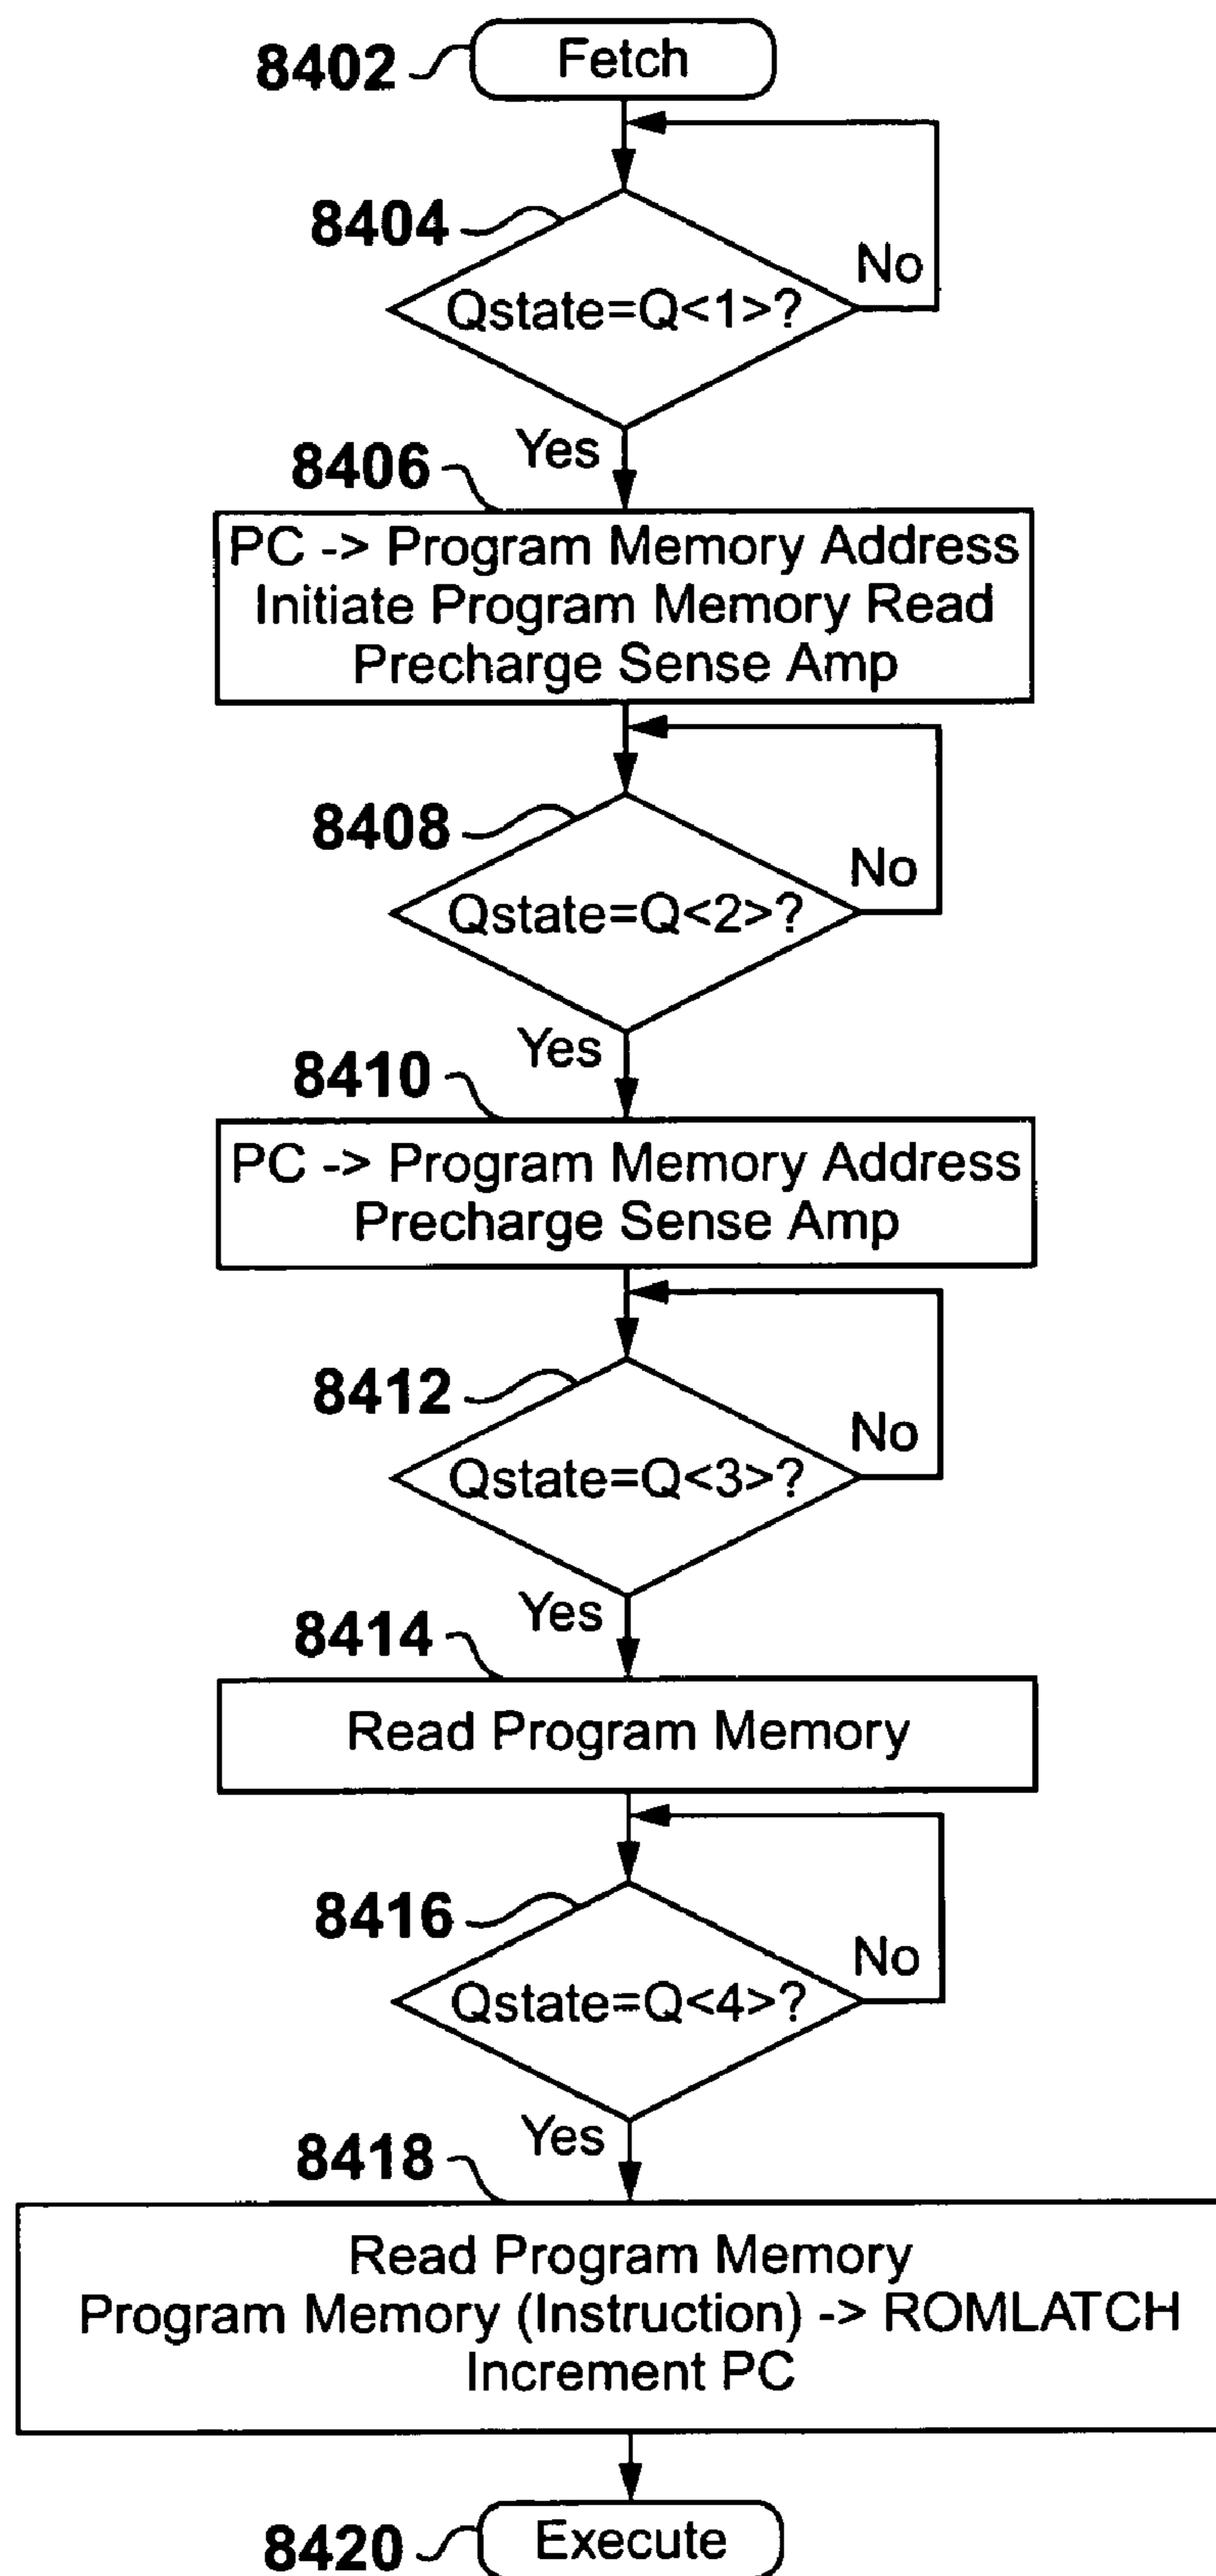 8402
Fetch
8404
No
Qstate=Q<1>?
Yes
8406
PC -> Program Memory Address
Initiate Program Memory Read
Precharge Sense Amp
8408
No
Qstate=Q<2>?
Yes
8410
PC -> Program Memory Address
Precharge Sense Amp
8412
No
Qstate=Q<3>?
Yes
8414
Read Program Memory
8416
No
Qstate=Q<4>?
Yes
8418
Read Program Memory
Program Memory (Instruction) -> ROMLATCH
Increment PC
8420
Execute